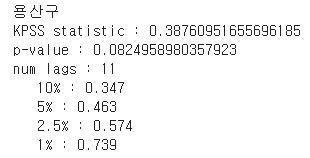 용산구
KPSS statistic : 0.38760951655696185
p-value : 0.0824958980357923
num lags : 11
10% : 0.347
5% : 0.463
2.5% : 0.574
1% : 0.739